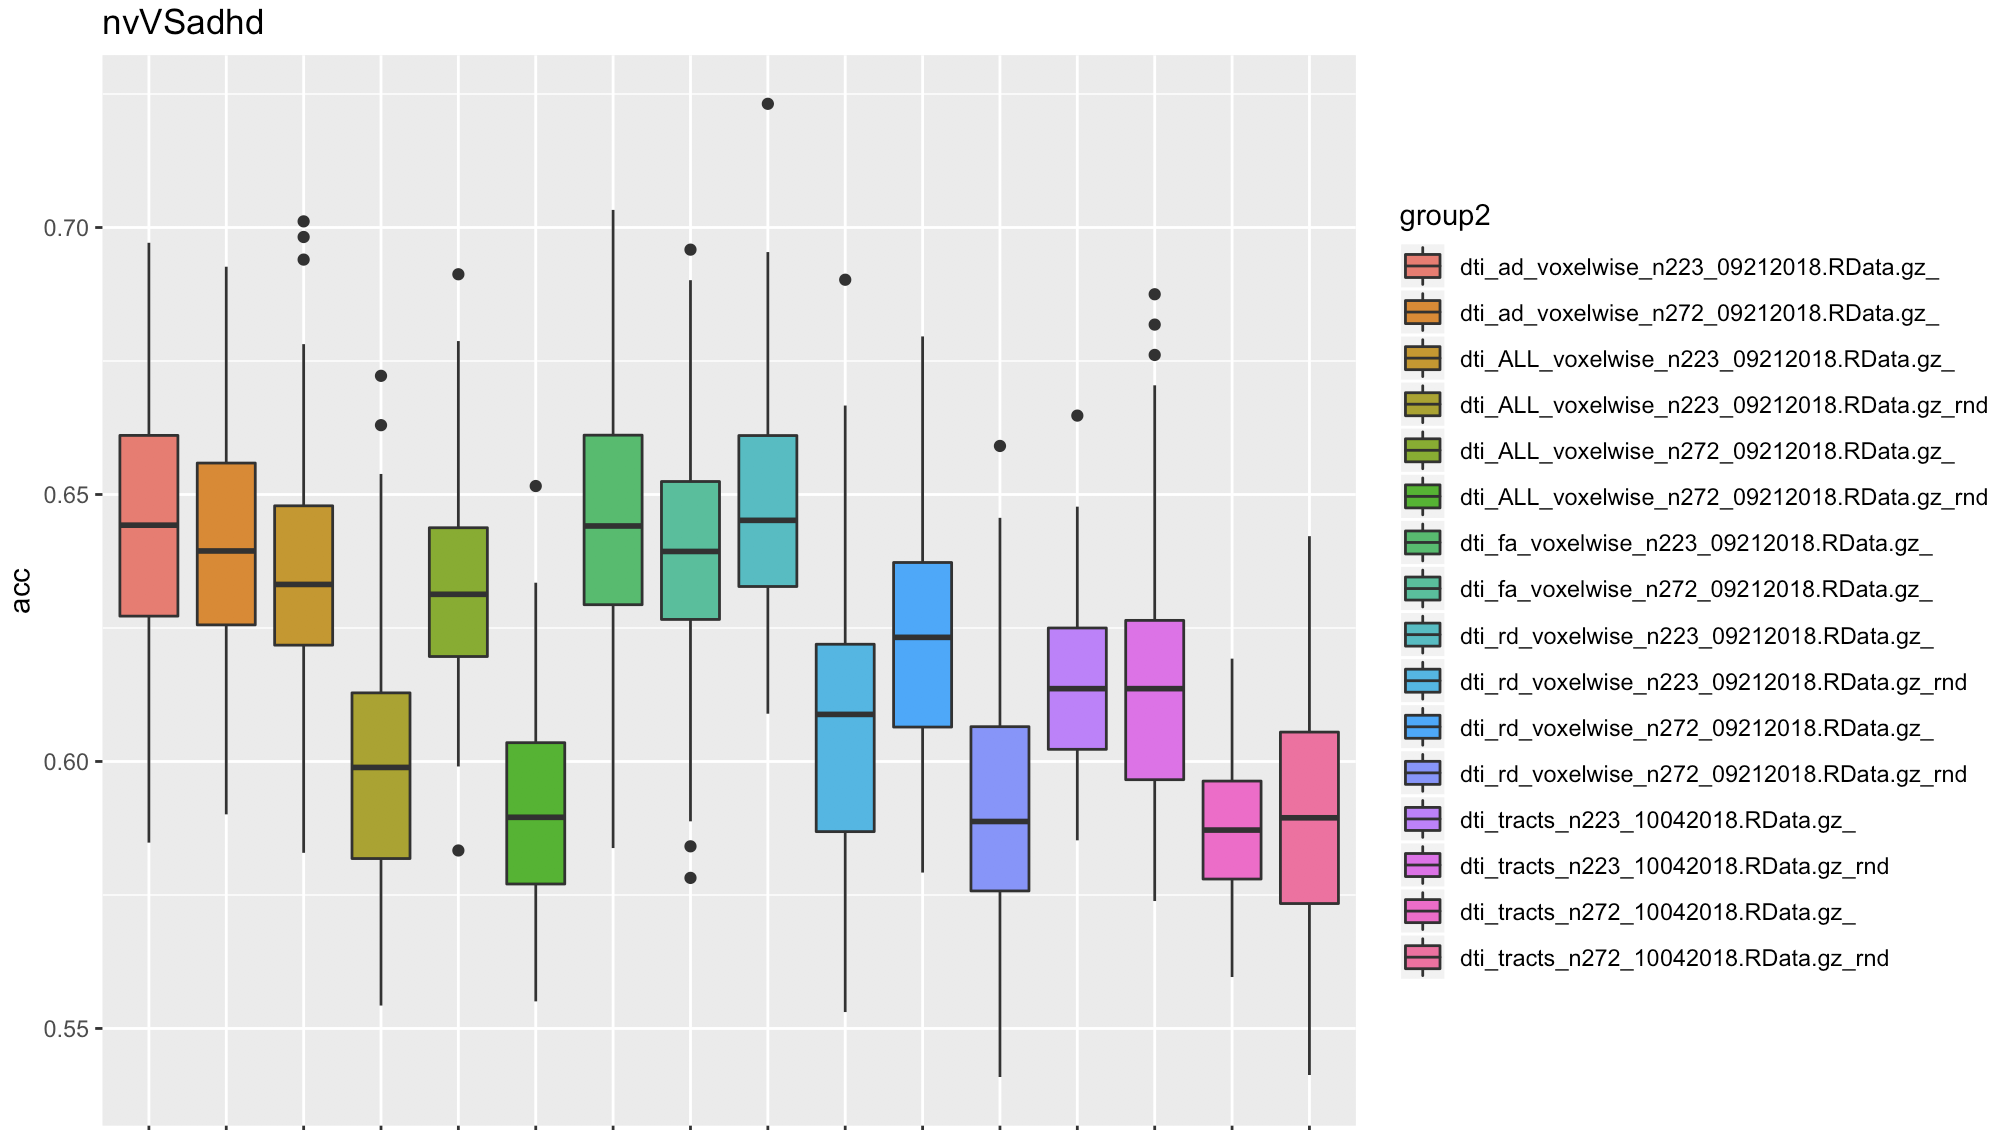 nvVSadhd
acc
0.70
0.65
0.60
0.55
group2
dti_ad_voxelwise_n223_09212018.RData.gz_
dti_ad_voxelwise_n272_09212018.RData.gz_
dti_ALL_voxelwise_n223_09212018.RData.gz_
dti_ALL_voxelwise_n223_09212018.RData.gz_rnd
dti_ALL_voxelwise_n272_09212018.RData.gz_
dti_ALL_voxelwise_n272_09212018.RData.gz_rnd
dti_fa_voxelwise_n223_09212018.RData.gz_
dti_fa_voxelwise_n272_09212018.RData.gz_
dti_rd_voxelwise_n223_09212018.RData.gz_
dti_rd_voxelwise_n223_09212018.RData.gz_rnd
dti_rd_voxelwise_n272_09212018.RData.gz_
dti_rd_voxelwise_n272_09212018.RData.gz_rnd
dti_tracts_n223_10042018.RData.gz_
dti_tracts_n223_10042018.RData.gz_rnd
dti_tracts_n272_10042018.RData.gz_
dti_tracts_n272_10042018.RData.gz_rnd